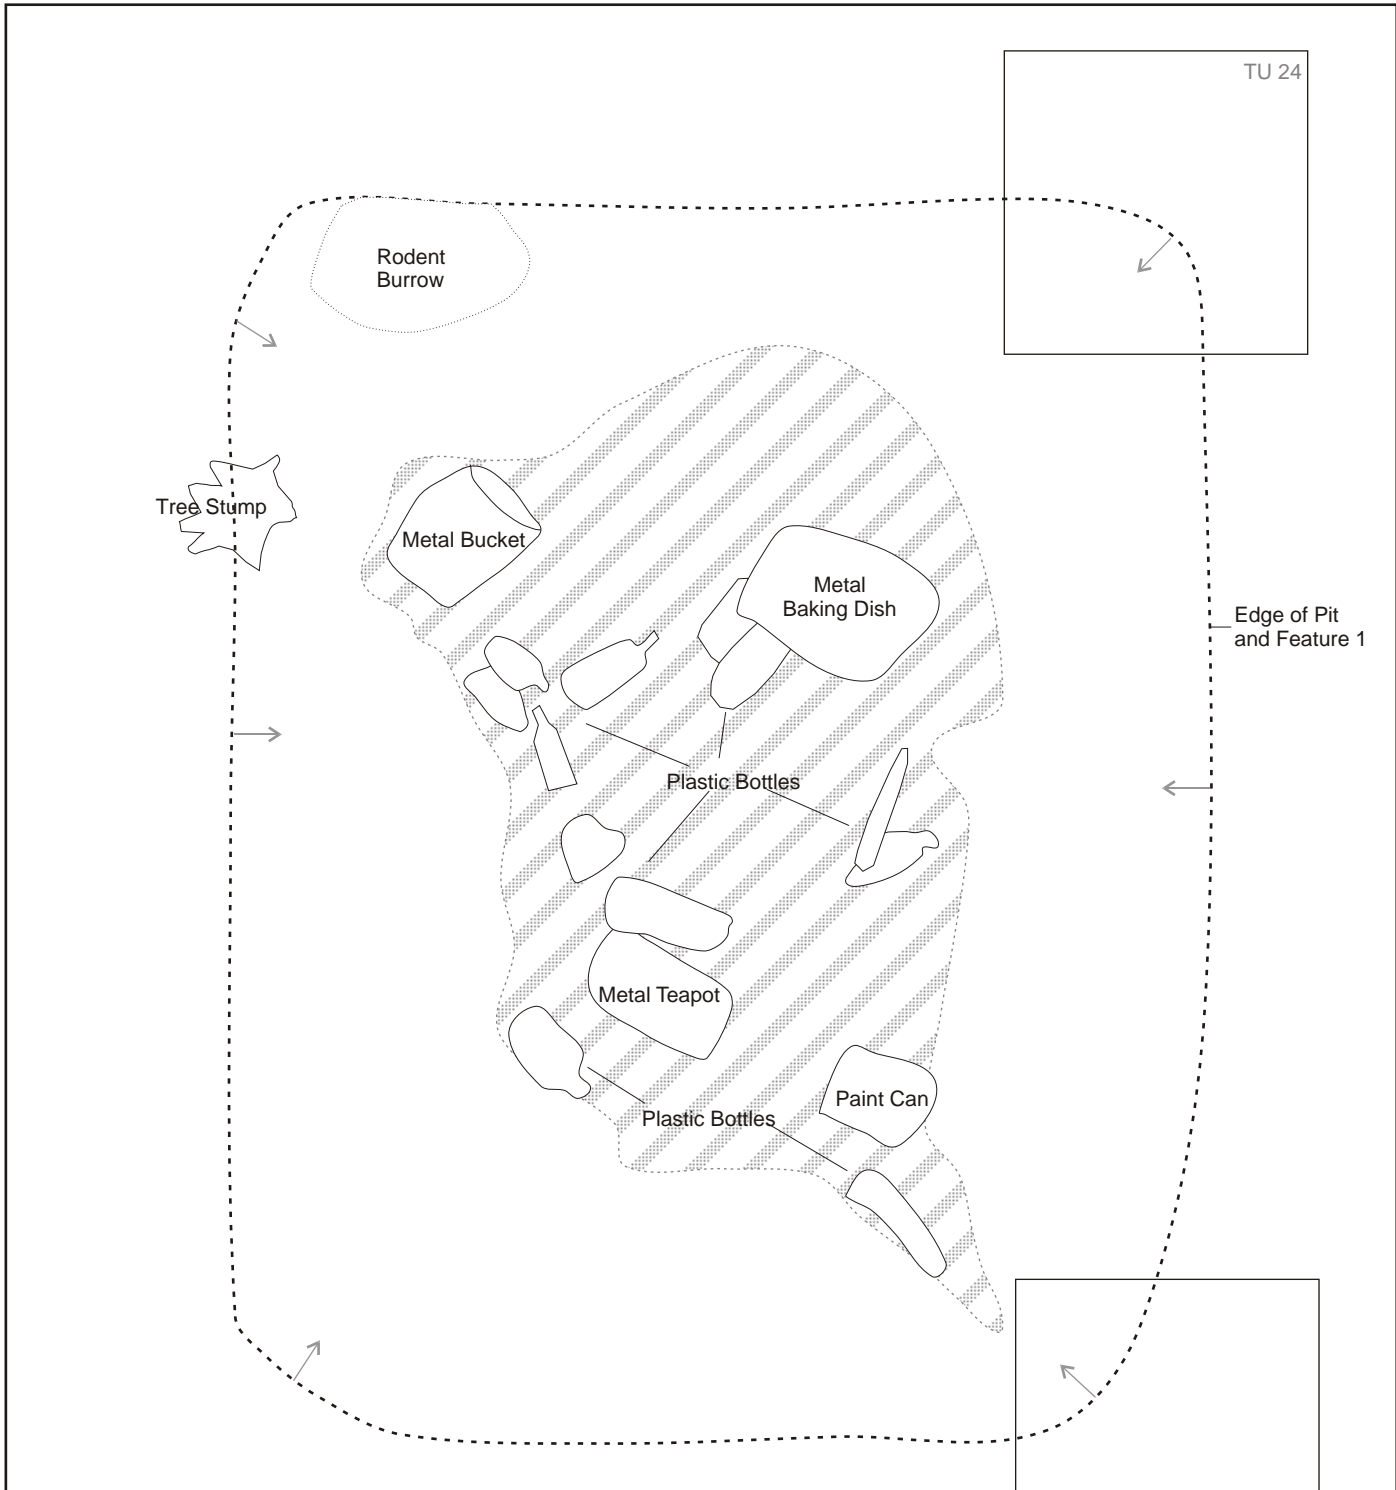 TU 24
Rodent
Burrow
Tree Stump
Metal Bucket
Metal
Baking Dish
Edge of Pit
and Feature 1
Plastic Bottles
Metal Teapot
Paint Can
Plastic Bottles